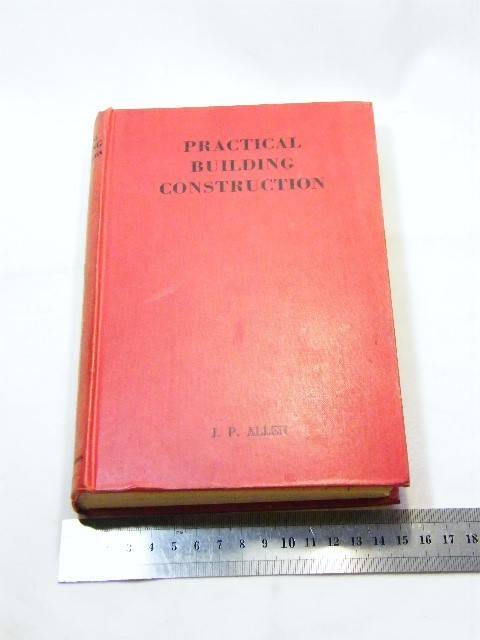 PRACTICAL
BUILDING
CONSTRUCTION
J. P. ALLEN
3 4 5 6 7 8 9 10 11 12 13 14 15 16 17 18